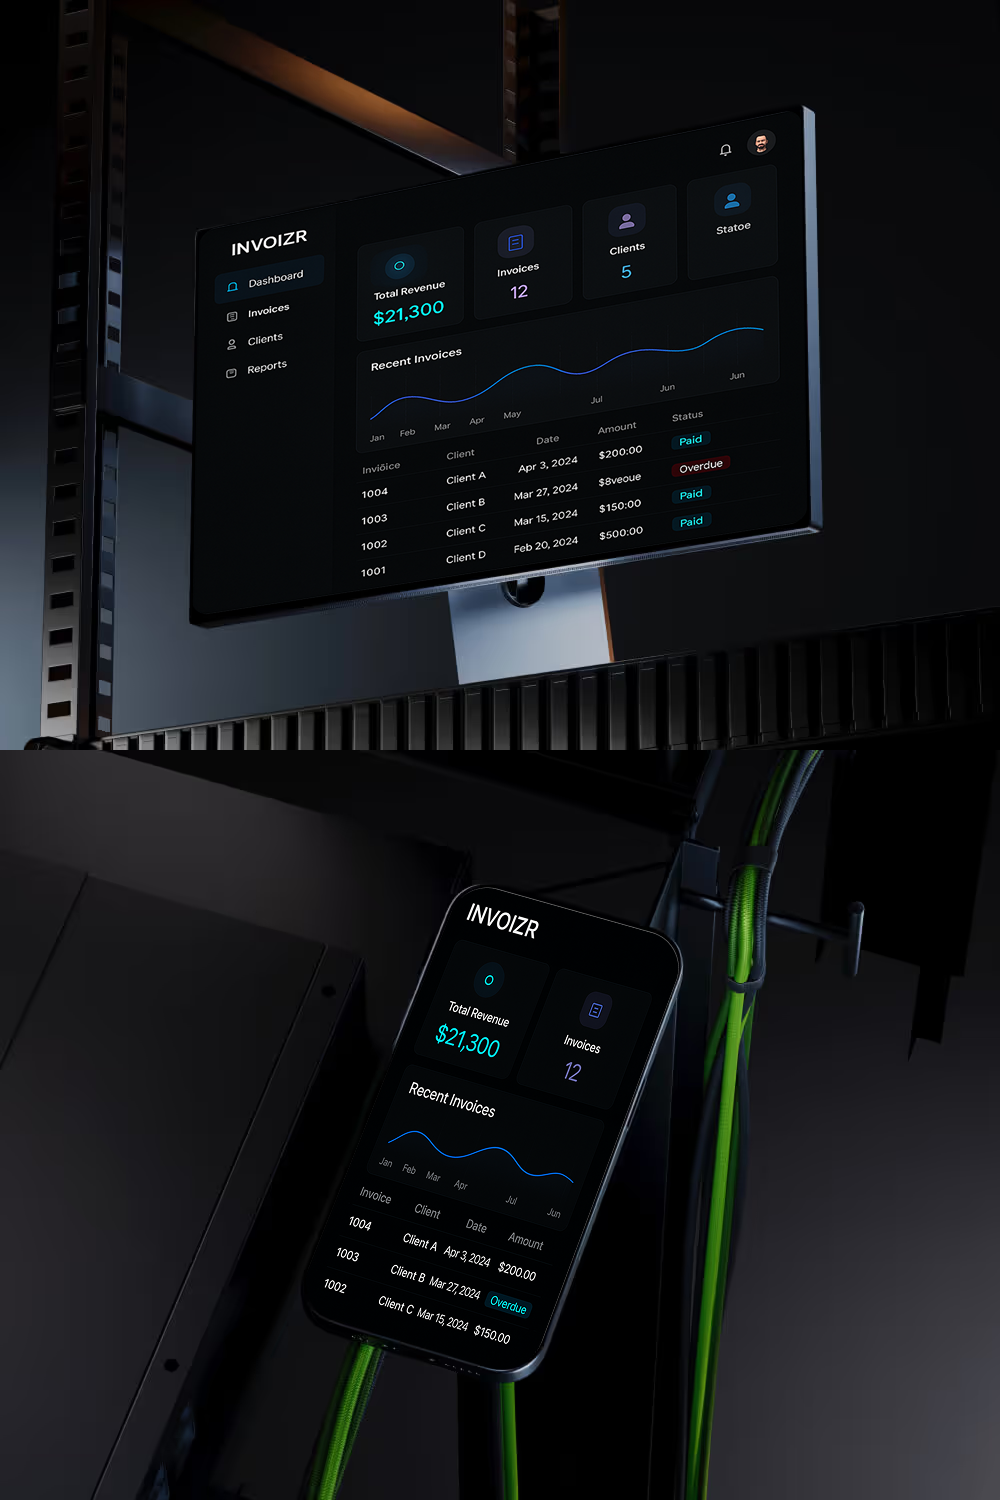 INVOIZR
Dashboard
Invoices
Clients
Reports
Total Revenue
$21,300
Invoices
12
Clients
5
Statoe
Recent Invoices
Jan Feb Mar Apr May Jul Jun Jun
Inviôice Client Date Amount Status
1004 Client A Apr 3, 2024 $200:00 Paid
1003 Client B Mar 27, 2024 $8veoue Overdue
1002 Client C Mar 15, 2024 $150:00 Paid
1001 Client D Feb 20, 2024 $500:00 Paid
INVOIZR
Total Revenue
$21,300
Invoices
12
Recent Invoices
Jan Feb Mar Apr Jul Jun
Invoice Client Date Amount
1004 Client A Apr 3, 2024 $200.00
1003 Client B Mar 27, 2024 Overdue
1002 Client C Mar 15, 2024 $150.00